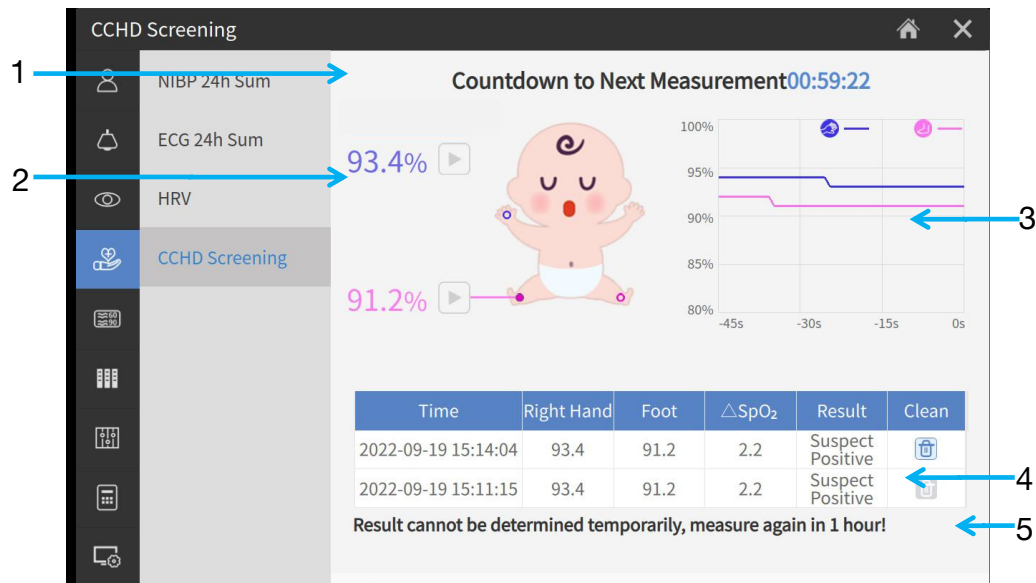 CCHD Screening
1
NIBP 24h Sum
Countdown to Next Measurement00:59:22
ECG 24h Sum
2
93.4%
HRV
CCHD Screening
91.2%
100%
95%
90%
85%
80%
-45s -30s -15s 0s
3
60
90
Time Right Hand Foot △SpO₂ Result Clean
2022-09-19 15:14:04 93.4 91.2 2.2 Suspect
Positive
2022-09-19 15:11:15 93.4 91.2 2.2 Suspect
Positive
4
Result cannot be determined temporarily, measure again in 1 hour!
5